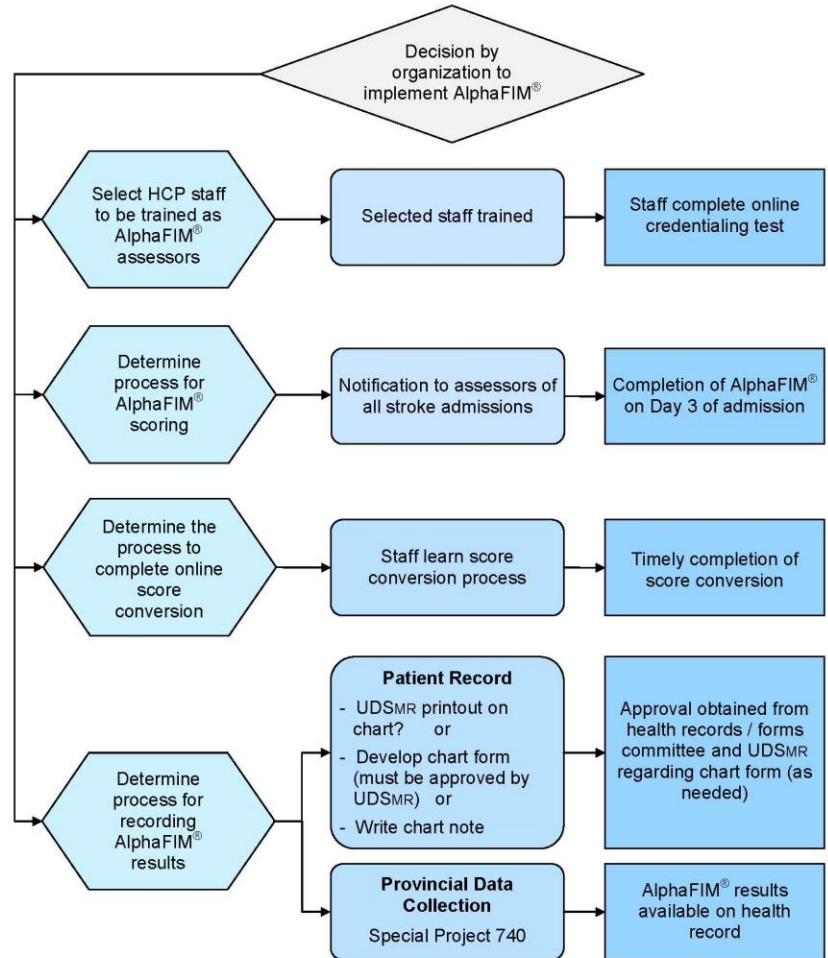 Decision by
organization to
implement AlphaFIM®
Select HCP staff
to be trained as
AlphaFIM®
assessors
Selected staff trained
Staff complete online
credentialing test
Determine
process for
AlphaFIM®
scoring
Notification to assessors of
all stroke admissions
Completion of AlphaFIM®
on Day 3 of admission
Determine the
process to
complete online
score
conversion
Staff learn score
conversion process
Timely completion of
score conversion
Determine
process for
recording
AlphaFIM®
results
Patient Record
- UDSMR printout on
chart? or
- Develop chart form
(must be approved by
UDSMR) or
- Write chart note
Approval obtained from
health records / forms
committee and UDSMR
regarding chart form (as
needed)
Provincial Data
Collection
Special Project 740
AlphaFIM® results
available on health
record